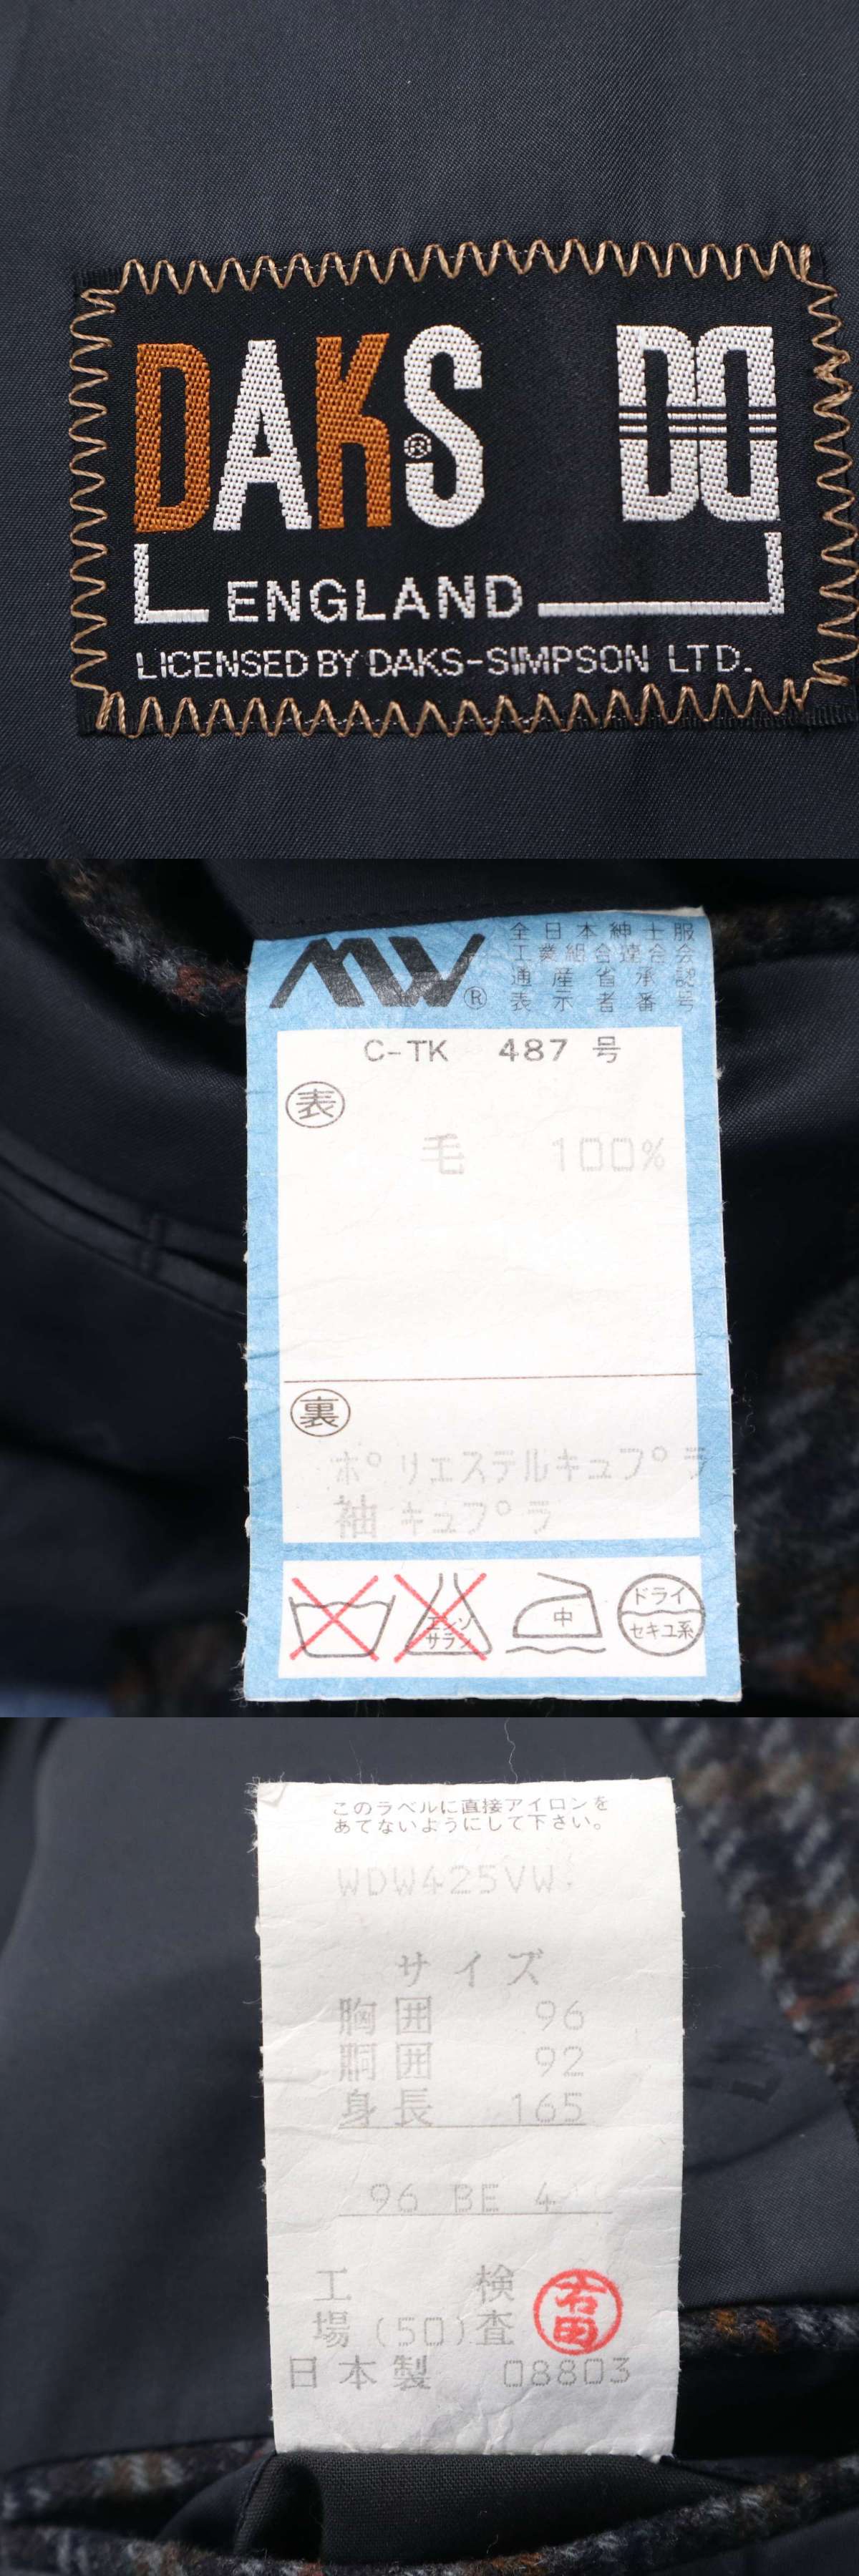 DAKS® DD
ENGLAND
LICENSED BY DAKS-SIMPSON LTD.
MW®
全日本紳士服
工業組合連合会
通産省承認
表示者番号
C-TK 487 号
表
毛 100%
裏
ポリエステルキュプラ
袖キュプラ
エンソ
サラシ
中
ドライ
セキユ系
このラベルに直接アイロンを
あてないようにして下さい。
WDW425VW
サイズ
胸囲 96
胴囲 92
身長 165
96 BE 4
工場(50)検査
日本製 08803